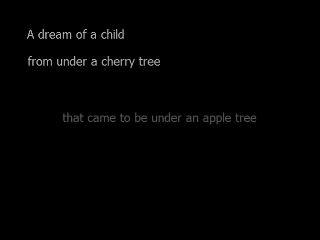 A dream of a child
from under a cherry tree
that came to be under an apple tree